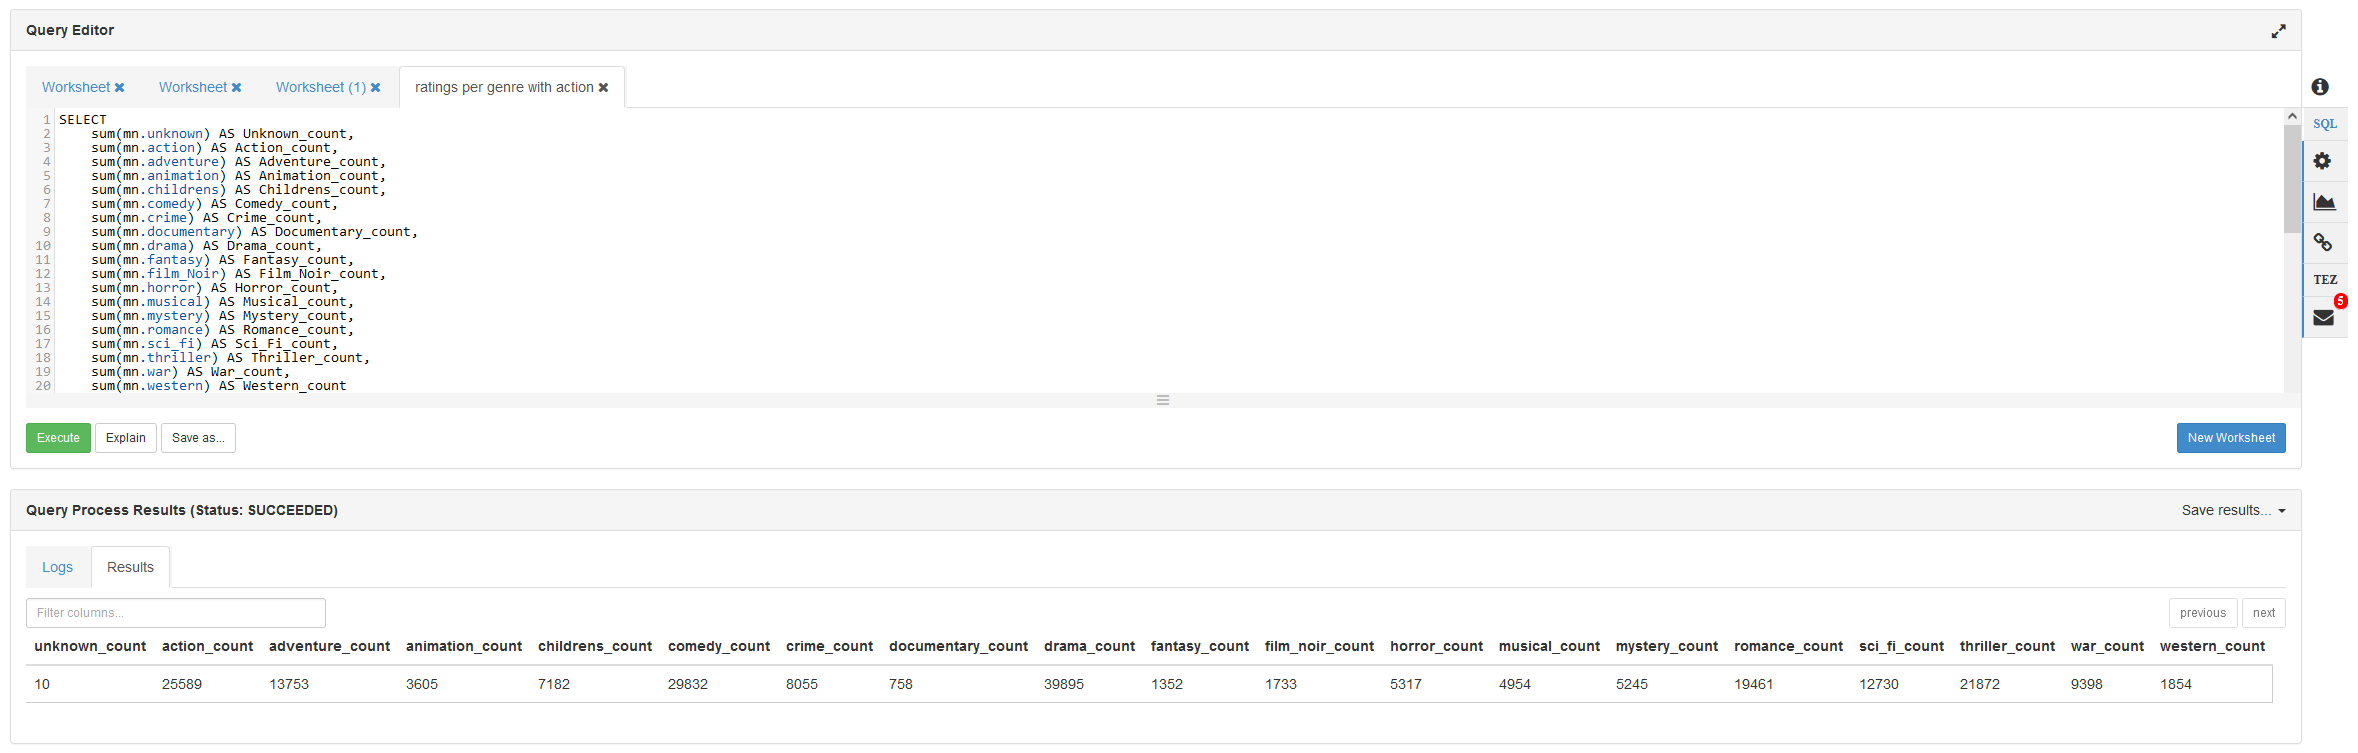 Query Editor
Worksheet ✖ Worksheet ✖ Worksheet (1) ✖ ratings per genre with action ✖
1 SELECT
2 sum(mn.unknown) AS Unknown_count,
3 sum(mn.action) AS Action_count,
4 sum(mn.adventure) AS Adventure_count,
5 sum(mn.animation) AS Animation_count,
6 sum(mn.childrens) AS Childrens_count,
7 sum(mn.comedy) AS Comedy_count,
8 sum(mn.crime) AS Crime_count,
9 sum(mn.documentary) AS Documentary_count,
10 sum(mn.drama) AS Drama_count,
11 sum(mn.fantasy) AS Fantasy_count,
12 sum(mn.film_Noir) AS Film_Noir_count,
13 sum(mn.horror) AS Horror_count,
14 sum(mn.musical) AS Musical_count,
15 sum(mn.mystery) AS Mystery_count,
16 sum(mn.romance) AS Romance_count,
17 sum(mn.sci_fi) AS Sci_Fi_count,
18 sum(mn.thriller) AS Thriller_count,
19 sum(mn.war) AS War_count,
20 sum(mn.western) AS Western_count
SQL
TEZ
5
Execute Explain Save as... New Worksheet
Query Process Results (Status: SUCCEEDED) Save results...
Logs Results
Filter columns... previous next
unknown_count action_count adventure_count animation_count childrens_count comedy_count crime_count documentary_count drama_count fantasy_count film_noir_count horror_count musical_count mystery_count romance_count sci_fi_count thriller_count war_count western_count
10 25589 13753 3605 7182 29832 8055 758 39895 1352 1733 5317 4954 5245 19461 12730 21872 9398 1854